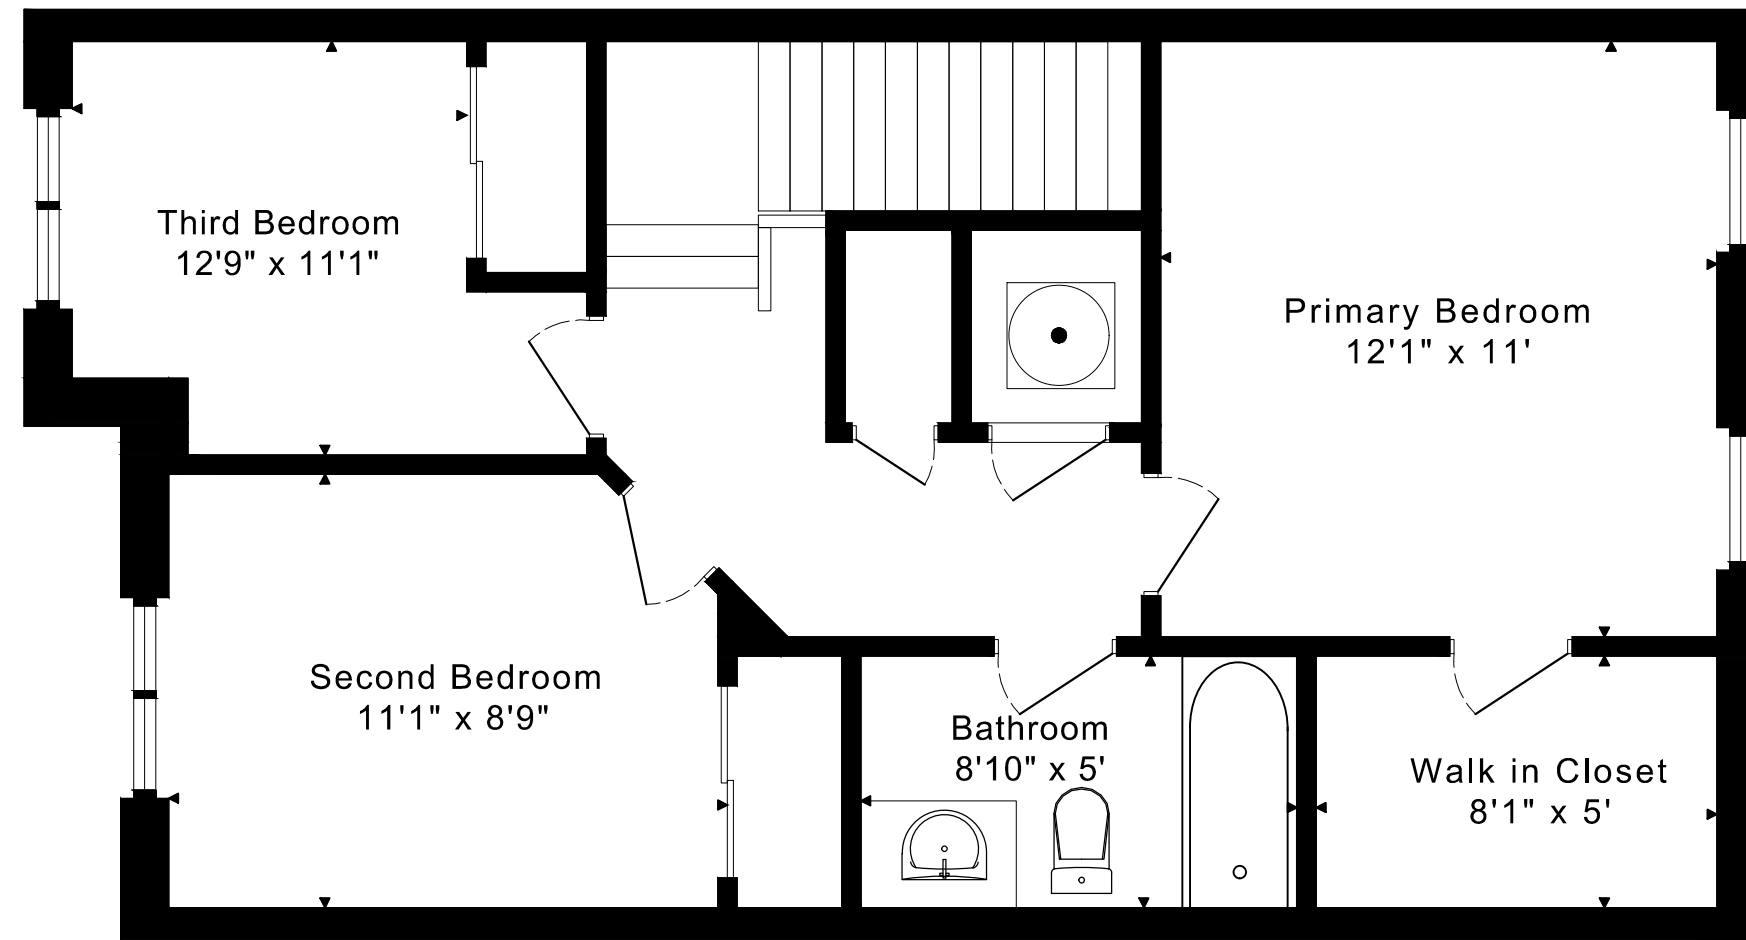 Third Bedroom
12'9" x 11'1"
Primary Bedroom
12'1" x 11'
Second Bedroom
11'1" x 8'9"
Bathroom
8'10" x 5'
Walk in Closet
8'1" x 5'